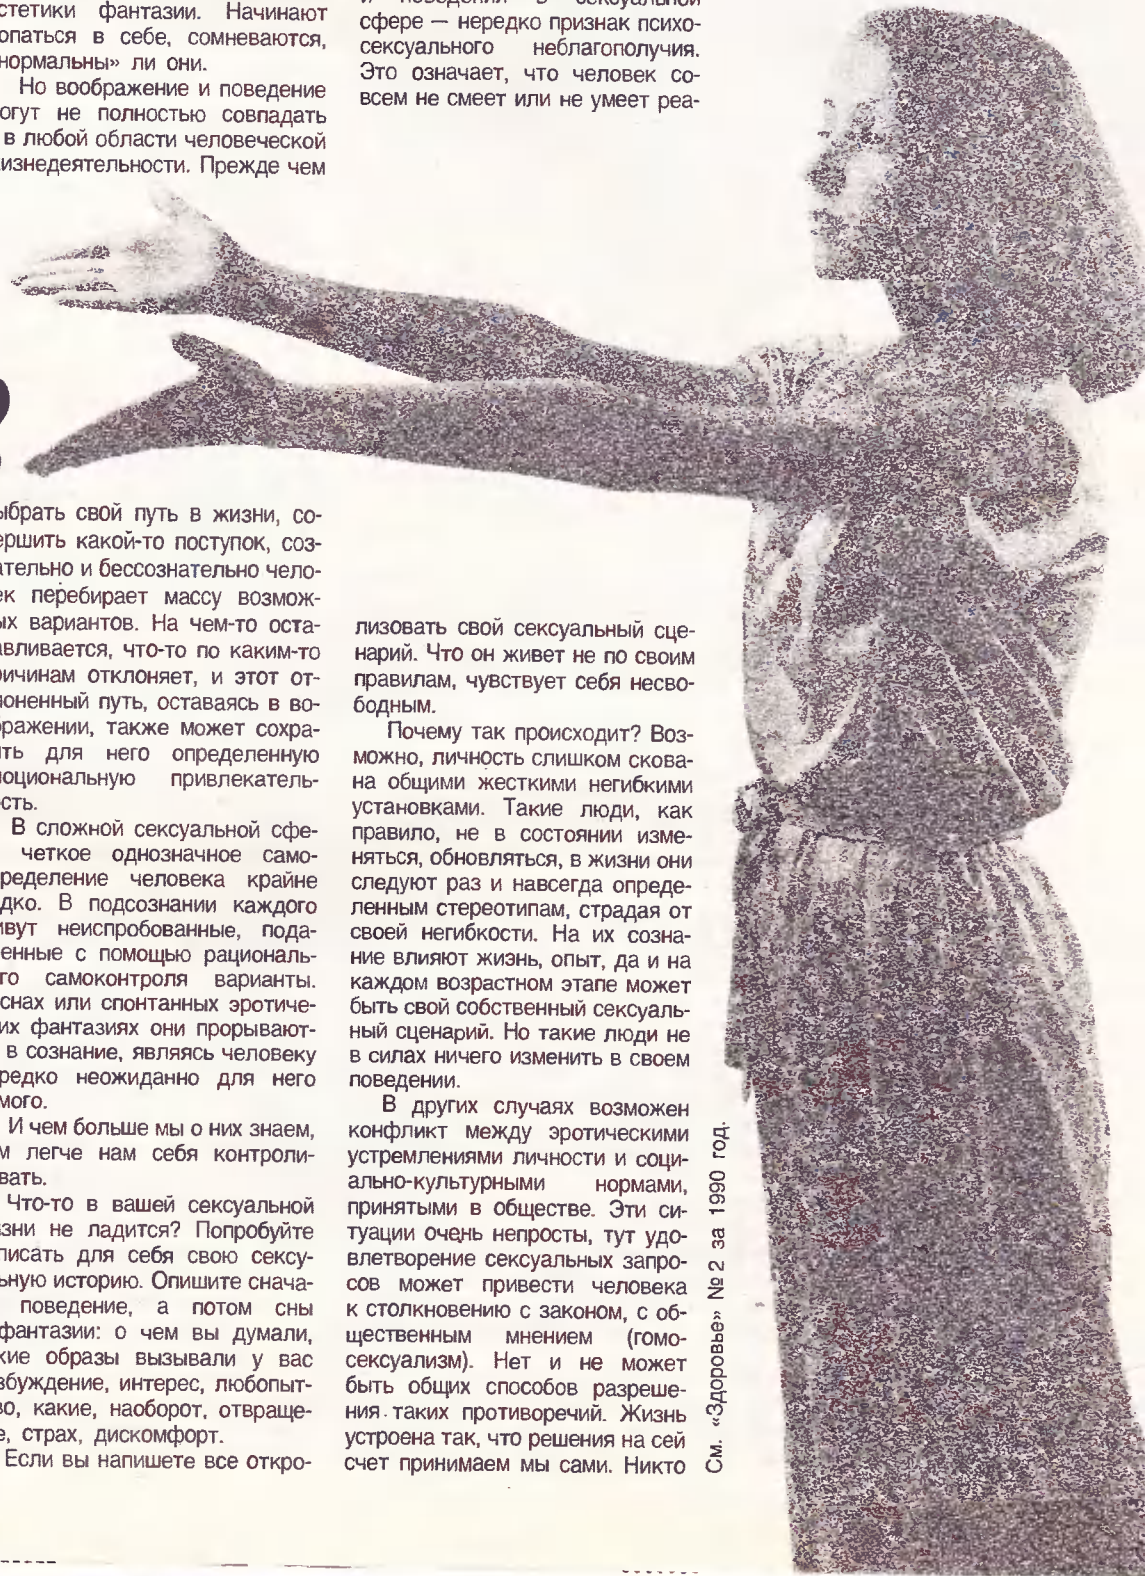 стетики фантазии. Начинают
опаться в себе, сомневаются,
нормальны» ли они.
Но воображение и поведение
огут не полностью совпадать
в любой области человеческой
изнедеятельности. Прежде чем
?
ыбрать свой путь в жизни, со-
ершить какой-то поступок, соз-
ательно и бессознательно чело-
ек перебирает массу возмож-
ых вариантов. На чем-то оста-
авливается, что-то по каким-то
ричинам отклоняет, и этот от-
лоненный путь, оставаясь в во-
ображении, также может сохра-
ить для него определенную
моциональную привлекатель-
сть.
В сложной сексуальной сфе-
четкое однозначное само-
ределение человека крайне
дко. В подсознании каждого
ивут неиспробованные, пода-
енные с помощью рациональ-
го самоконтроля варианты.
снах или спонтанных эротиче-
их фантазиях они прорывают-
в сознание, являясь человеку
редко неожиданно для него
мого.
И чем больше мы о них знаем,
м легче нам себя контроли-
вать.
Что-то в вашей сексуальной
зни не ладится? Попробуйте
писать для себя свою сексу-
ьную историю. Опишите снача-
поведение, а потом сны
фантазии: о чем вы думали,
кие образы вызывали у вас
збуждение, интерес, любопыт-
во, какие, наоборот, отвраще-
е, страх, дискомфорт.
Если вы напишете все откро-
и поведения в сексуальной
сфере — нередко признак психо-
сексуального неблагополучия.
Это означает, что человек со-
всем не смеет или не умеет реа-
лизовать свой сексуальный сце-
нарий. Что он живет не по своим
правилам, чувствует себя несво-
бодным.
Почему так происходит? Воз-
можно, личность слишком скова-
на общими жесткими негибкими
установками. Такие люди, как
правило, не в состоянии изме-
няться, обновляться, в жизни они
следуют раз и навсегда опреде-
ленным стереотипам, страдая от
своей негибкости. На их созна-
ние влияют жизнь, опыт, да и на
каждом возрастном этапе может
быть свой собственный сексуаль-
ный сценарий. Но такие люди не
в силах ничего изменить в своем
поведении.
В других случаях возможен
конфликт между эротическими
устремлениями личности и соци-
ально-культурными нормами,
принятыми в обществе. Эти си-
туации очень непросты, тут удо-
влетворение сексуальных запро-
сов может привести человека
к столкновению с законом, с об-
щественным мнением (гомо-
сексуализм). Нет и не может
быть общих способов разреше-
ния таких противоречий. Жизнь
устроена так, что решения на сей
счет принимаем мы сами. Никто
См. «Здоровье» № 2 за 1990 год.